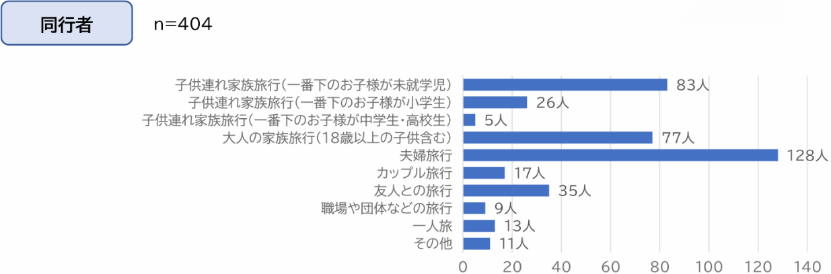 同行者 n=404
子供連れ家族旅行(一番下のお子様が未就学児) 83人
子供連れ家族旅行(一番下のお子様が小学生) 26人
子供連れ家族旅行(一番下のお子様が中学生・高校生) 5人
大人の家族旅行(18歳以上の子供含む) 77人
夫婦旅行 128人
カップル旅行 17人
友人との旅行 35人
職場や団体などの旅行 9人
一人旅 13人
その他 11人
0 20 40 60 80 100 120 140